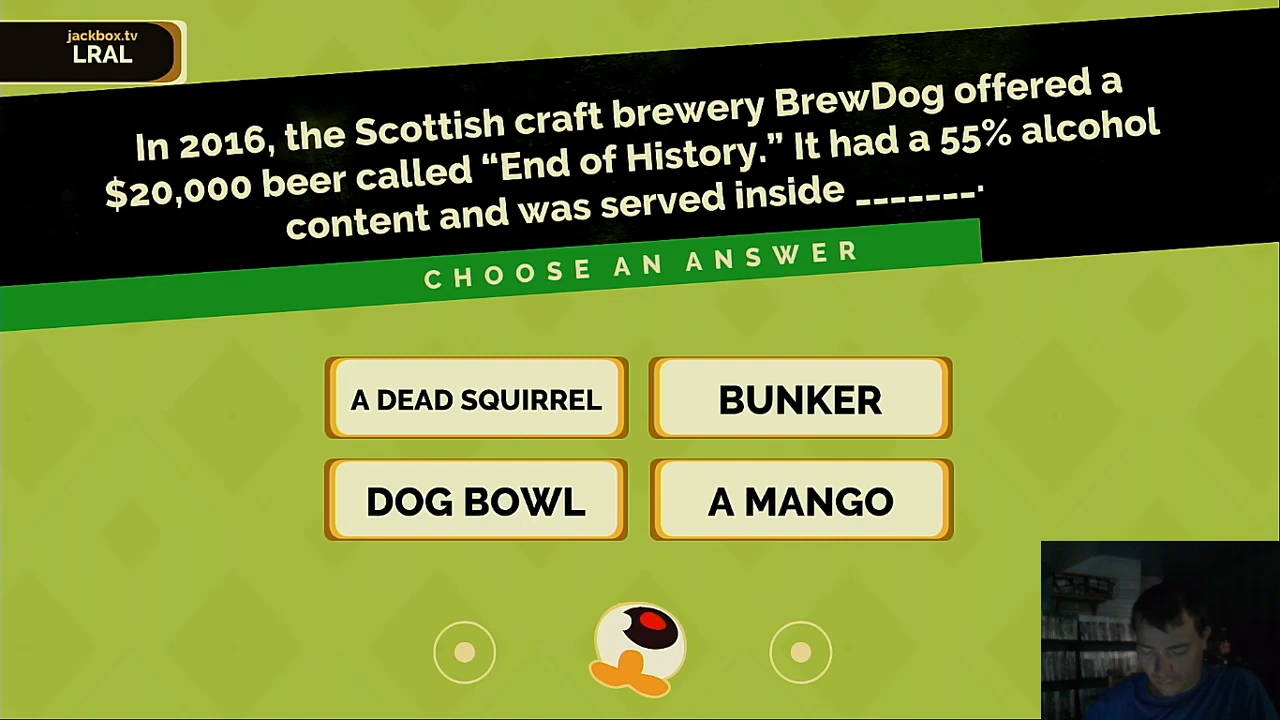 jackbox.tv
LRAL
In 2016, the Scottish craft brewery BrewDog offered a
$20,000 beer called “End of History.” It had a 55% alcohol
content and was served inside _______.
CHOOSE AN ANSWER
A DEAD SQUIRREL
BUNKER
DOG BOWL
A MANGO